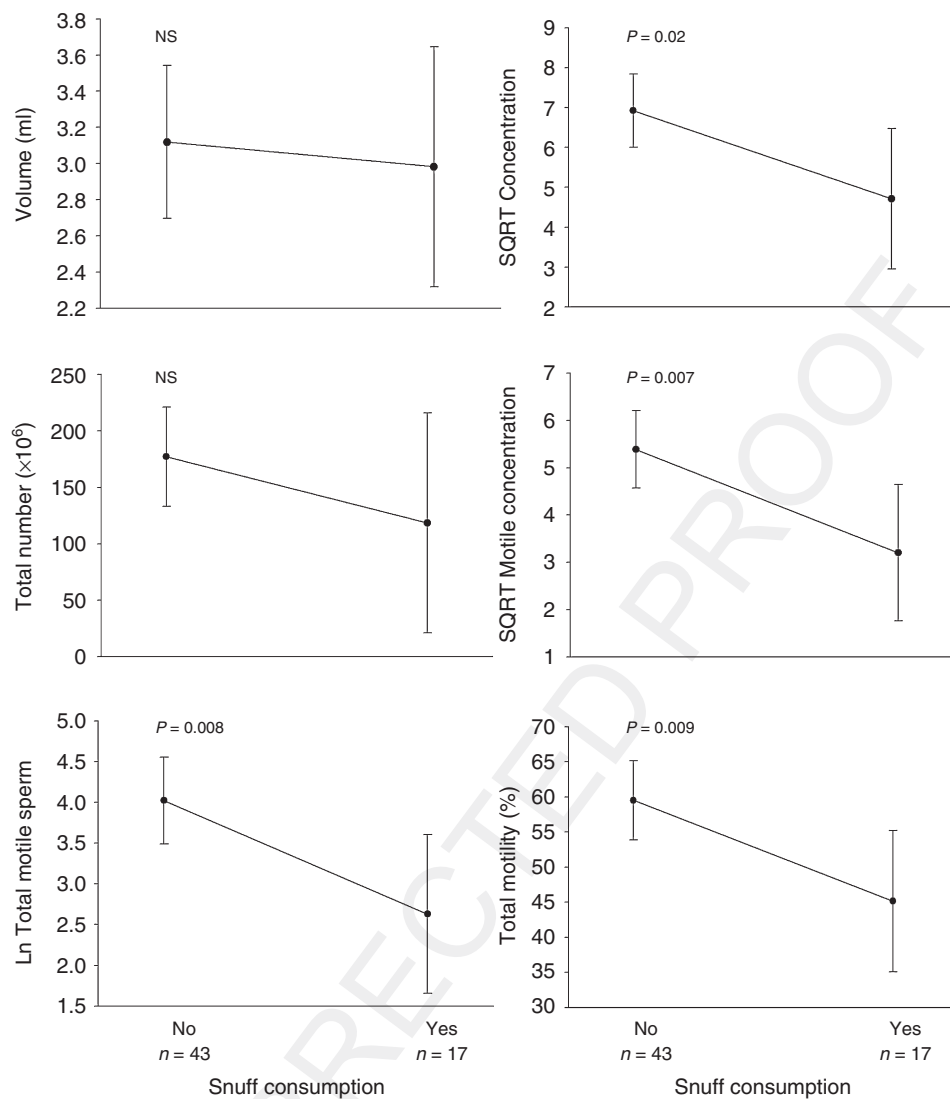 3.8
3.6
3.4
3.2
3.0
2.8
2.6
2.4
2.2
Volume (ml)
NS
9
8
7
6
5
4
3
2
SQRT Concentration
P = 0.02
250
200
150
100
50
0
Total number (×10⁶)
NS
7
6
5
4
3
2
1
SQRT Motile concentration
P = 0.007
5.0
4.5
4.0
3.5
3.0
2.5
2.0
1.5
Ln Total motile sperm
P = 0.008
No
n = 43
Yes
n = 17
Snuff consumption
70
65
60
55
50
45
40
35
30
Total motility (%)
P = 0.009
No
n = 43
Yes
n = 17
Snuff consumption
RECTED PROOF